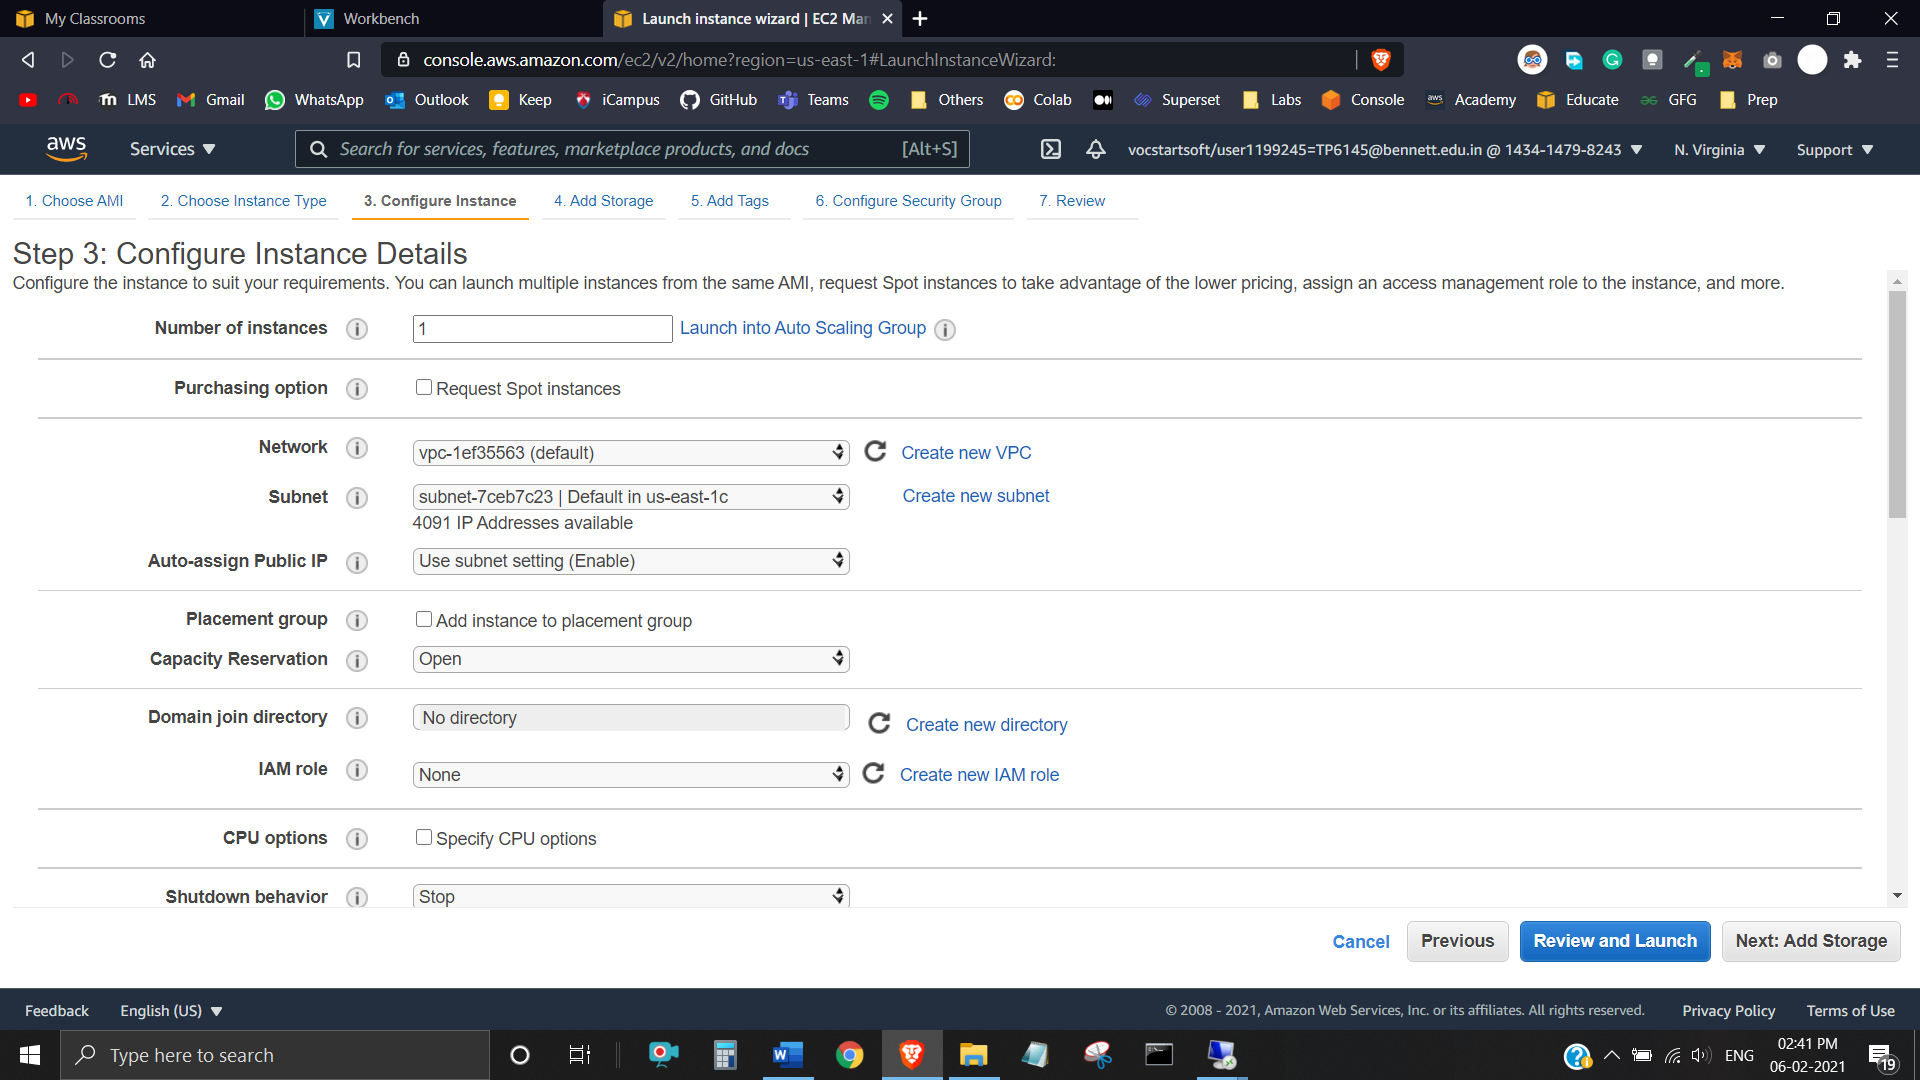 My Classrooms
Workbench
Launch instance wizard | EC2 Man
console.aws.amazon.com/ec2/v2/home?region=us-east-1#LaunchInstanceWizard:
LMS Gmail WhatsApp Outlook Keep iCampus GitHub Teams Others Colab Superset Labs Console aws Academy Educate GFG Prep
aws Services Search for services, features, marketplace products, and docs [Alt+S] vocstartsoft/user1199245=TP6145@bennett.edu.in @ 1434-1479-8243 N. Virginia Support
1. Choose AMI 2. Choose Instance Type 3. Configure Instance 4. Add Storage 5. Add Tags 6. Configure Security Group 7. Review
Step 3: Configure Instance Details
Configure the instance to suit your requirements. You can launch multiple instances from the same AMI, request Spot instances to take advantage of the lower pricing, assign an access management role to the instance, and more.
Number of instances i 1 Launch into Auto Scaling Group i
Purchasing option i Request Spot instances
Network i vpc-1ef35563 (default) Create new VPC
Subnet i subnet-7ceb7c23 | Default in us-east-1c Create new subnet
4091 IP Addresses available
Auto-assign Public IP i Use subnet setting (Enable)
Placement group i Add instance to placement group
Capacity Reservation i Open
Domain join directory i No directory Create new directory
IAM role i None Create new IAM role
CPU options i Specify CPU options
Shutdown behavior i Stop
Cancel Previous Review and Launch Next: Add Storage
Feedback English (US) © 2008 - 2021, Amazon Web Services, Inc. or its affiliates. All rights reserved. Privacy Policy Terms of Use
Type here to search ENG 02:41 PM
06-02-2021 19